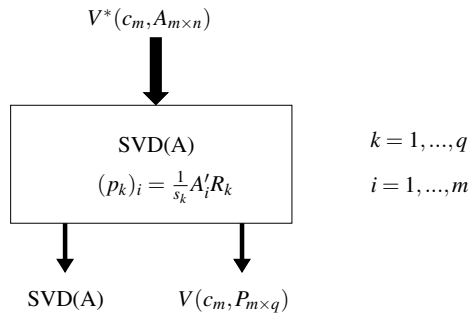 V*(c_m, A_{m×n})
SVD(A)
(p_k)_i = \frac{1}{s_k} A'_i R_k
k = 1,...,q
i = 1,...,m
SVD(A)
V(c_m, P_{m×q})